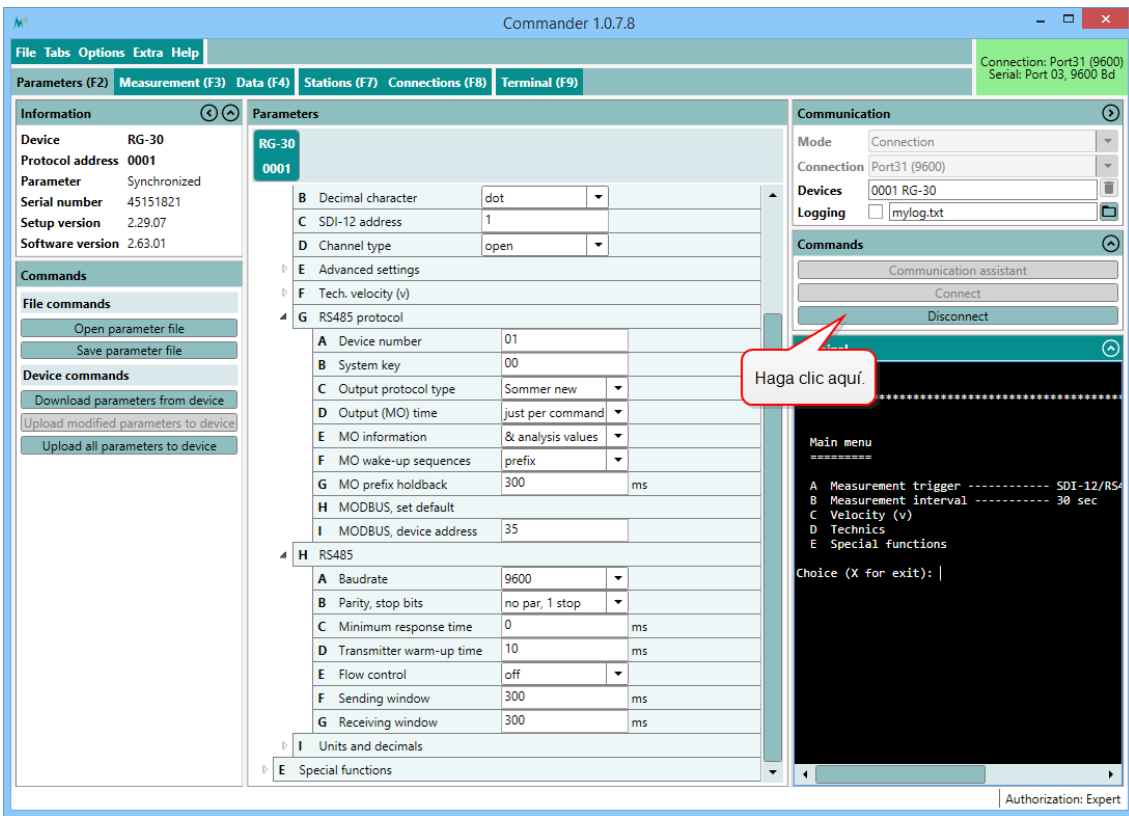 Commander 1.0.7.8
File Tabs Options Extra Help
Connection: Port31 (9600)
Serial: Port 03, 9600 Bd
Parameters (F2) Measurement (F3) Data (F4) Stations (F7) Connections (F8) Terminal (F9)
Information
Device RG-30
Protocol address 0001
Parameter Synchronized
Serial number 45151821
Setup version 2.29.07
Software version 2.63.01
Commands
File commands
Open parameter file
Save parameter file
Device commands
Download parameters from device
Upload modified parameters to device
Upload all parameters to device
Parameters
RG-30
0001
B Decimal character dot
C SDI-12 address 1
D Channel type open
E Advanced settings
F Tech. velocity (v)
G RS485 protocol
A Device number 01
B System key 00
C Output protocol type Sommer new
D Output (MO) time just per command
E MO information & analysis values
F MO wake-up sequences prefix
G MO prefix holdback 300 ms
H MODBUS, set default
I MODBUS, device address 35
H RS485
A Baudrate 9600
B Parity, stop bits no par, 1 stop
C Minimum response time 0 ms
D Transmitter warm-up time 10 ms
E Flow control off
F Sending window 300 ms
G Receiving window 300 ms
I Units and decimals
E Special functions
Communication
Mode Connection
Connection Port31 (9600)
Devices 0001 RG-30
Logging mylog.txt
Commands
Communication assistant
Connect
Disconnect
Haga clic aquí.
Main menu
=========
A Measurement trigger ------------ SDI-12/RS4
B Measurement interval ----------- 30 sec
C Velocity (v)
D Technics
E Special functions
Choice (X for exit):
Authorization: Expert